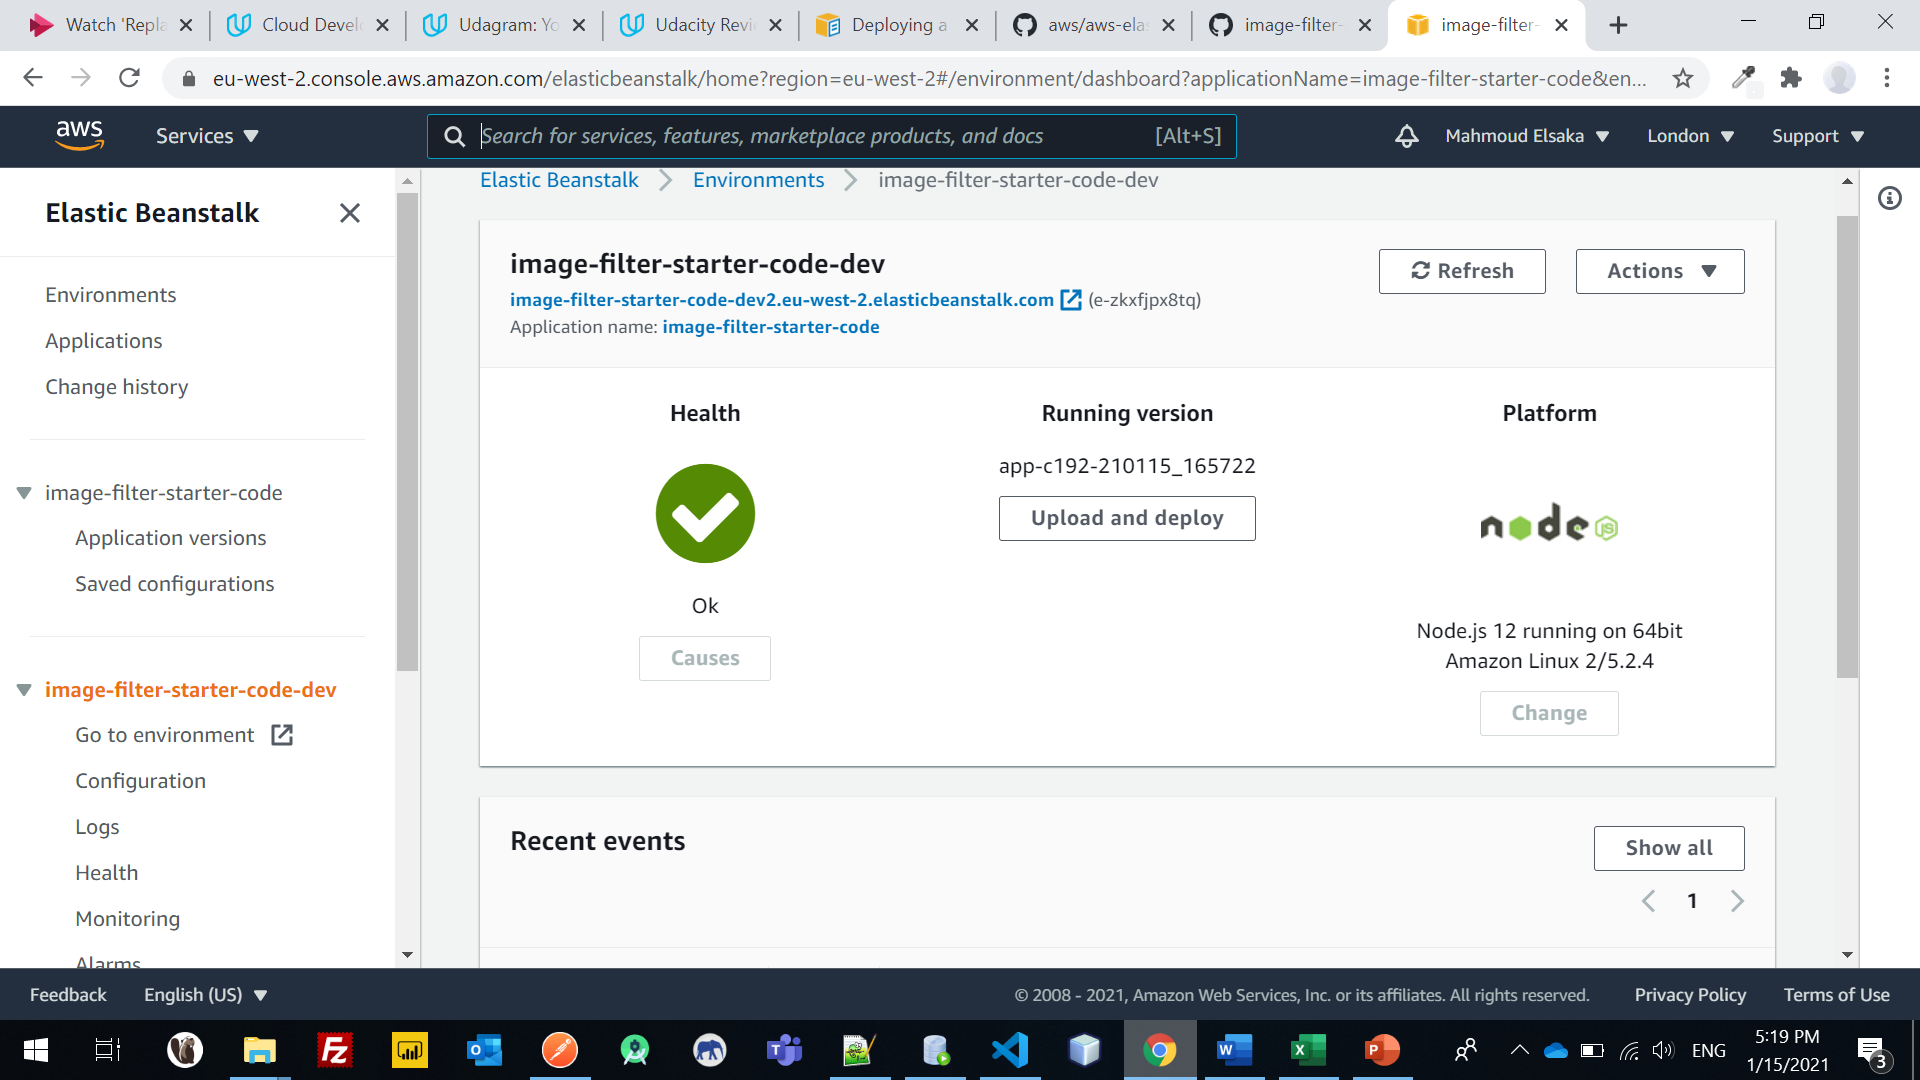 Watch 'Repla
Cloud Develo
Udagram: Yo
Udacity Revie
Deploying a
aws/aws-elas
image-filter-
image-filter-
eu-west-2.console.aws.amazon.com/elasticbeanstalk/home?region=eu-west-2#/environment/dashboard?applicationName=image-filter-starter-code&en...
aws
Services
Search for services, features, marketplace products, and docs
[Alt+S]
Mahmoud Elsaka
London
Support
Elastic Beanstalk
Environments
Applications
Change history
image-filter-starter-code
Application versions
Saved configurations
image-filter-starter-code-dev
Go to environment
Configuration
Logs
Health
Monitoring
Alarms
Elastic Beanstalk
Environments
image-filter-starter-code-dev
image-filter-starter-code-dev
image-filter-starter-code-dev2.eu-west-2.elasticbeanstalk.com (e-zkxfjpx8tq)
Application name: image-filter-starter-code
Refresh
Actions
Health
Ok
Causes
Running version
app-c192-210115_165722
Upload and deploy
Platform
node JS
Node.js 12 running on 64bit
Amazon Linux 2/5.2.4
Change
Recent events
Show all
1
Feedback
English (US)
© 2008 - 2021, Amazon Web Services, Inc. or its affiliates. All rights reserved.
Privacy Policy
Terms of Use
ENG
5:19 PM
1/15/2021
3